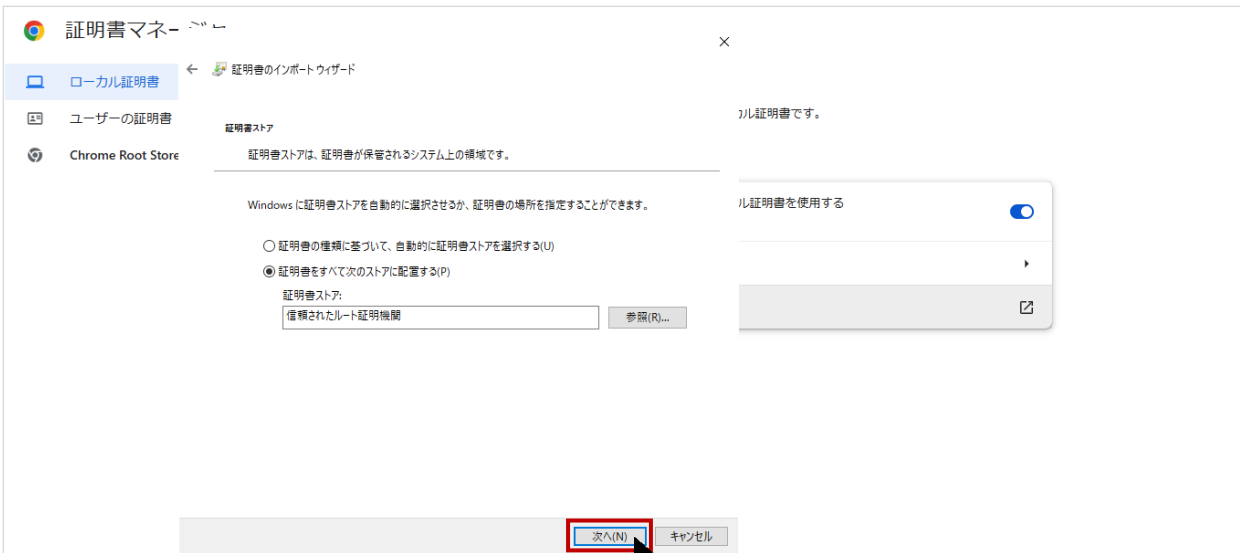 証明書マネージ
ローカル証明書
ユーザーの証明書
Chrome Root Store
証明書のインポート ウィザード
証明書ストア
証明書ストアは、証明書が保管されるシステム上の領域です。
Windows に証明書ストアを自動的に選択させるか、証明書の場所を指定することができます。
証明書の種類に基づいて、自動的に証明書ストアを選択する(U)
証明書をすべて次のストアに配置する(P)
証明書ストア:
信頼されたルート証明機関
参照(R)...
次へ(N)
キャンセル
カル証明書です。
ル証明書を使用する